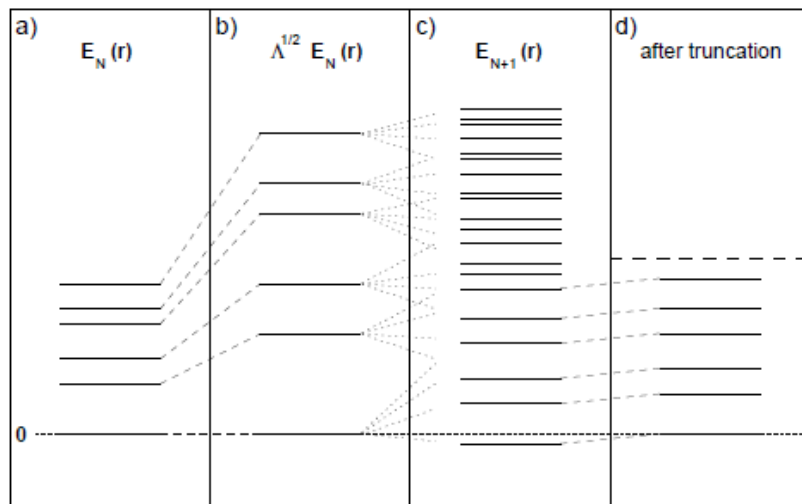 a)
E_N(r)
b)
Λ^1/2 E_N(r)
c)
E_N+1(r)
d)
after truncation
0